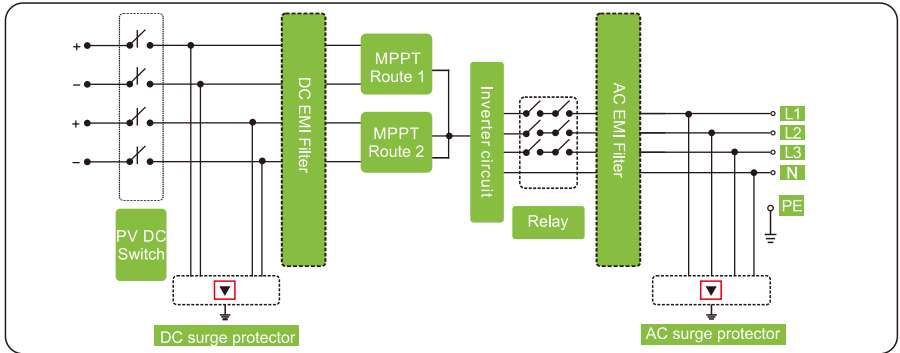 +
−
+
−
PV DC
Switch
DC surge protector
DC EMI Filter
MPPT
Route 1
MPPT
Route 2
Inverter circuit
Relay
AC EMI Filter
L1
L2
L3
N
PE
AC surge protector